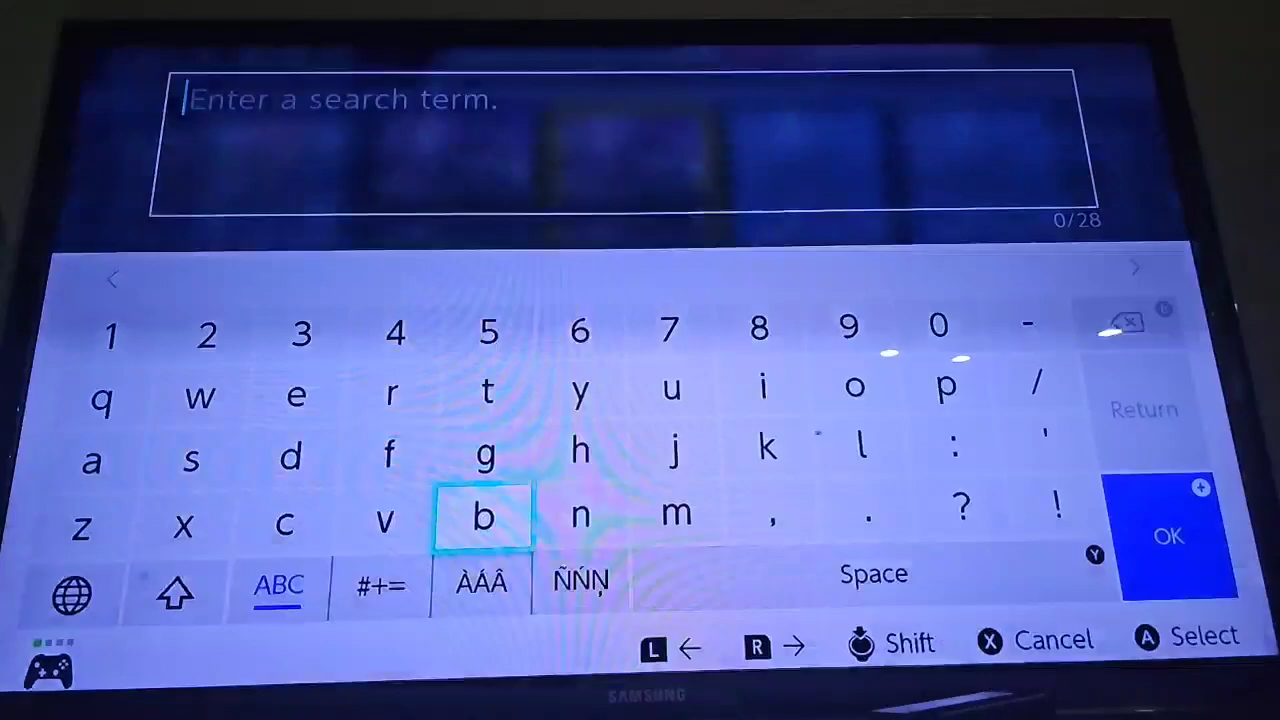 Enter a search term.
0/28
< >
1 2 3 4 5 6 7 8 9 0 -
q w e r t y u i o p /
Return
a s d f g h j k l : '
z x c v b n m , . ? !
+
OK
ABC #+= ÀÁÂ ÑŃŅ Space Y
L ← R → Shift X Cancel A Select
SAMSUNG